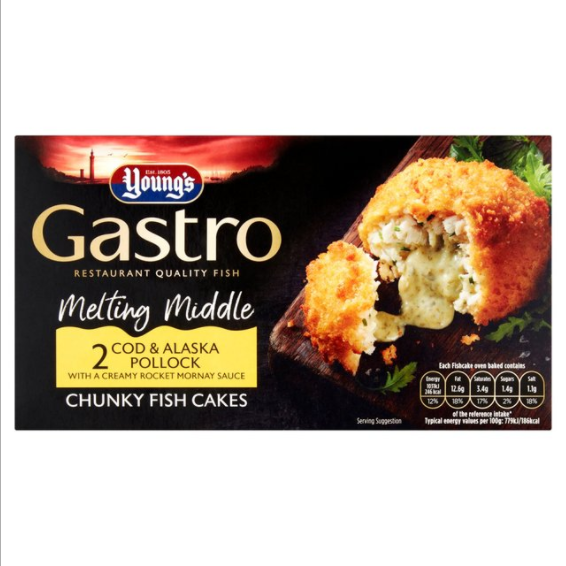 EST. 1805
Young's
Gastro
RESTAURANT QUALITY FISH
Melting Middle
2 COD & ALASKA
POLLOCK
WITH A CREAMY ROCKET MORNAY SAUCE
CHUNKY FISH CAKES
Serving Suggestion
Each Fishcake oven baked contains
Energy Fat Saturates Sugars Salt
1031kJ 12.6g 3.4g 1.4g 1.1g
246kcal
12% 18% 17% 2% 18%
of the reference intake*
Typical energy values per 100g: 779kJ/186kcal